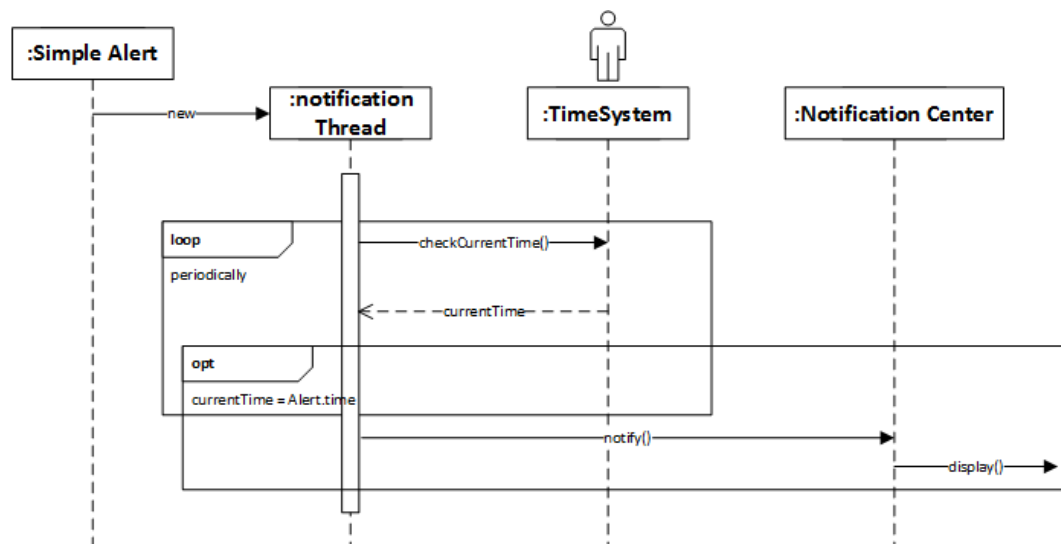 :Simple Alert
:notification
Thread
:TimeSystem
:Notification Center
new
loop
checkCurrentTime()
periodically
currentTime
opt
currentTime = Alert.time
notify()
display()